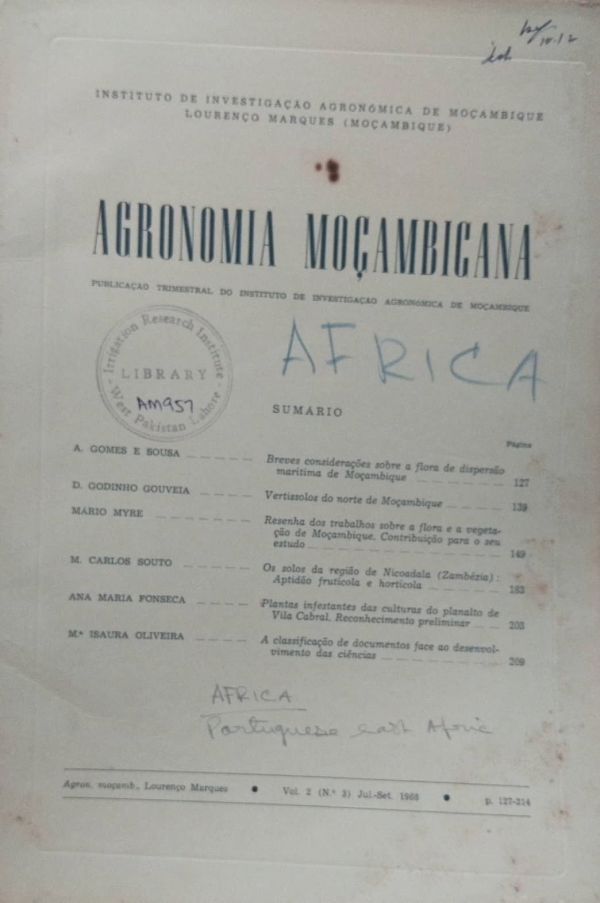 INSTITUTO DE INVESTIGAÇÃO AGRONÓMICA DE MOÇAMBIQUE
LOURENÇO MARQUES (MOÇAMBIQUE)
AGRONOMIA MOÇAMBICANA
PUBLICAÇÃO TRIMESTRAL DO INSTITUTO DE INVESTIGAÇÃO AGRONÓMICA DE MOÇAMBIQUE
Irrigation Research Institute
LIBRARY
AM957
West Pakistan Lahore
AFRICA
SUMÁRIO
Página
A. GOMES E SOUSA Breves considerações sobre a flora de dispersão
marítima de Moçambique 127
D. GODINHO GOUVEIA Vertissolos do norte de Moçambique 139
MÁRIO MYRE Resenha dos trabalhos sobre a flora e a vegeta-
ção de Moçambique. Contribuição para o seu
estudo 149
M. CARLOS SOUTO Os solos da região de Nicoadala (Zambézia):
Aptidão frutícola e hortícola 183
ANA MARIA FONSECA Plantas infestantes das culturas do planalto de
Vila Cabral. Reconhecimento preliminar 203
M.ª ISAURA OLIVEIRA A classificação de documentos face ao desenvol-
vimento das ciências 209
AFRICA
Portuguese east Afric
Agron. moçamb., Lourenço Marques • Vol. 2 (N.º 3) Jul.-Set. 1968 • p. 127-214